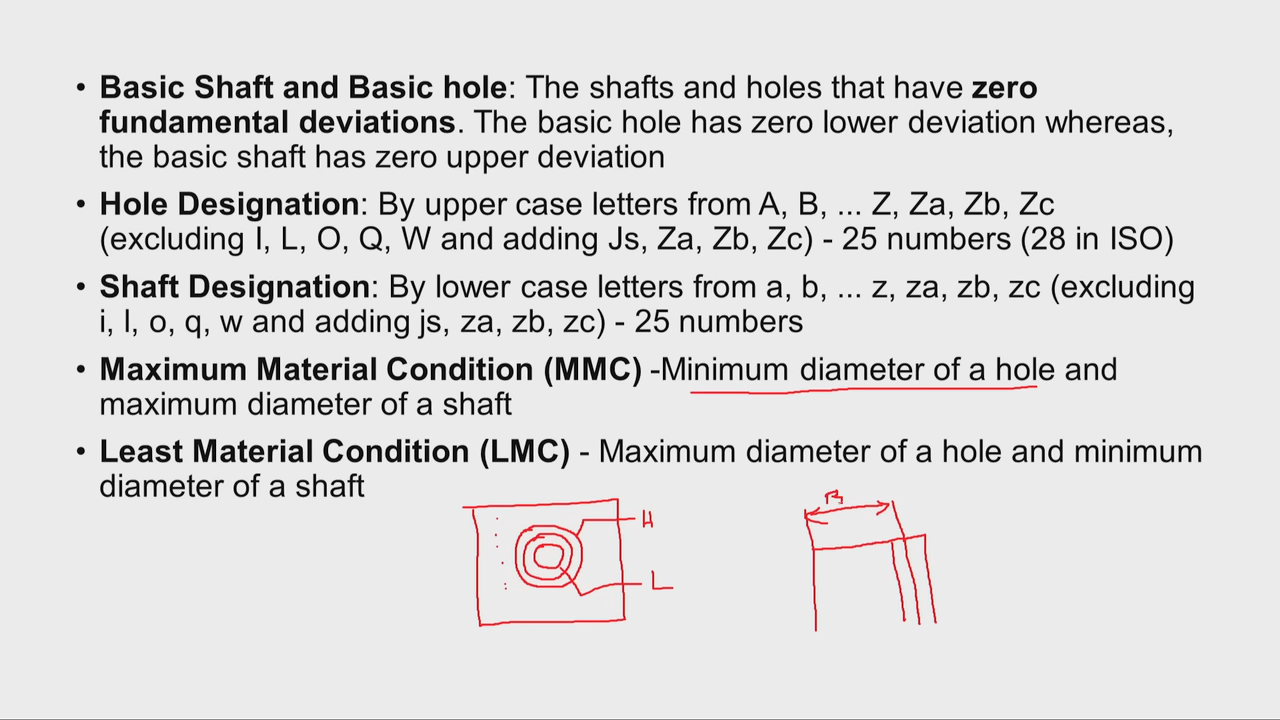 • Basic Shaft and Basic hole: The shafts and holes that have zero
fundamental deviations. The basic hole has zero lower deviation whereas,
the basic shaft has zero upper deviation
• Hole Designation: By upper case letters from A, B, ... Z, Za, Zb, Zc
(excluding I, L, O, Q, W and adding Js, Za, Zb, Zc) - 25 numbers (28 in ISO)
• Shaft Designation: By lower case letters from a, b, ... z, za, zb, zc (excluding
i, l, o, q, w and adding js, za, zb, zc) - 25 numbers
• Maximum Material Condition (MMC) -Minimum diameter of a hole and
maximum diameter of a shaft
• Least Material Condition (LMC) - Maximum diameter of a hole and minimum
diameter of a shaft
B
H
L